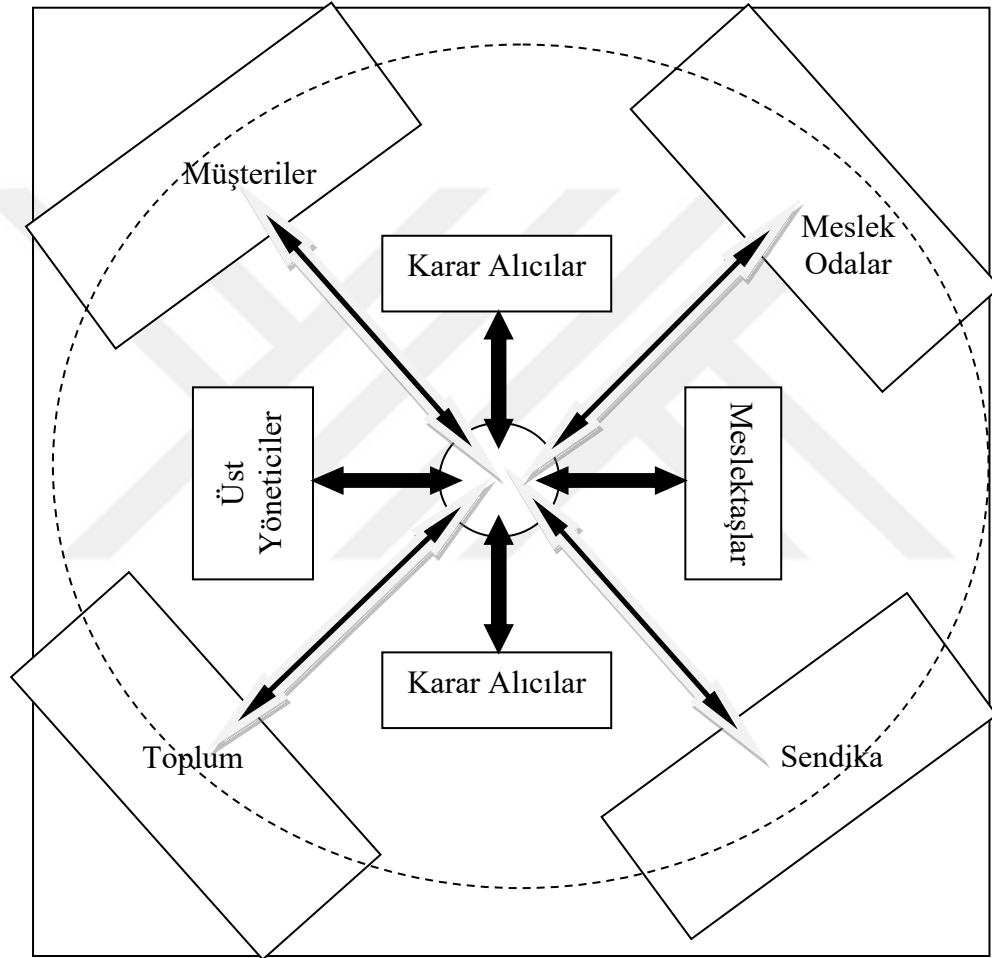 Müşteriler
Meslek
Odalar
Karar Alıcılar
Üst
Yöneticiler
Meslektaşlar
Karar Alıcılar
Toplum
Sendika